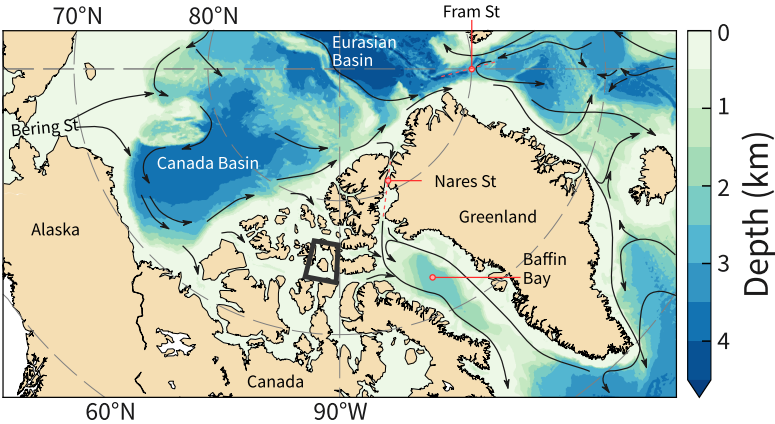 Fram St
70°N
80°N
Eurasian
Basin
0
1
2
3
4
Depth (km)
Bering St
Canada Basin
Nares St
Greenland
Alaska
Baffin
Bay
Canada
60°N
90°W